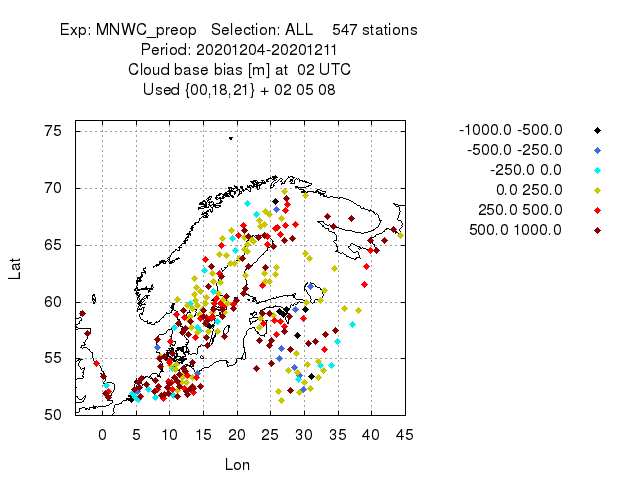 Exp: MNWC_preop   Selection: ALL    547 stations
Period: 20201204-20201211
Cloud base bias [m] at  02 UTC
Used {00,18,21} + 02 05 08
-1000.0 -500.0
-500.0 -250.0
-250.0 0.0
0.0 250.0
250.0 500.0
500.0 1000.0
75
70
65
60
55
50
Lat
0 5 10 15 20 25 30 35 40 45
Lon